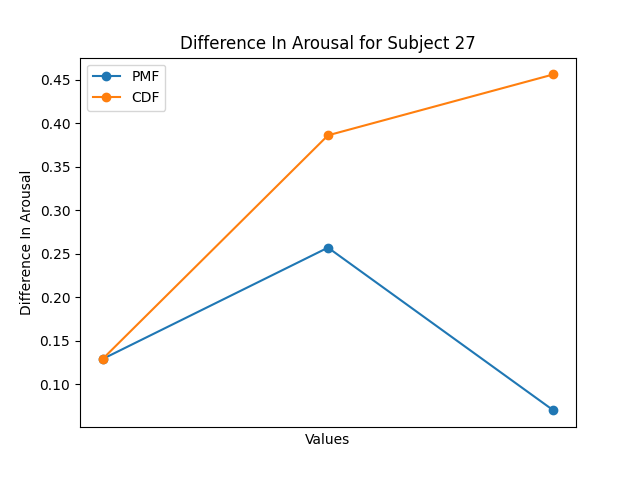 Difference In Arousal for Subject 27
PMF
CDF
0.45
0.40
0.35
0.30
0.25
0.20
0.15
0.10
Difference In Arousal
Values